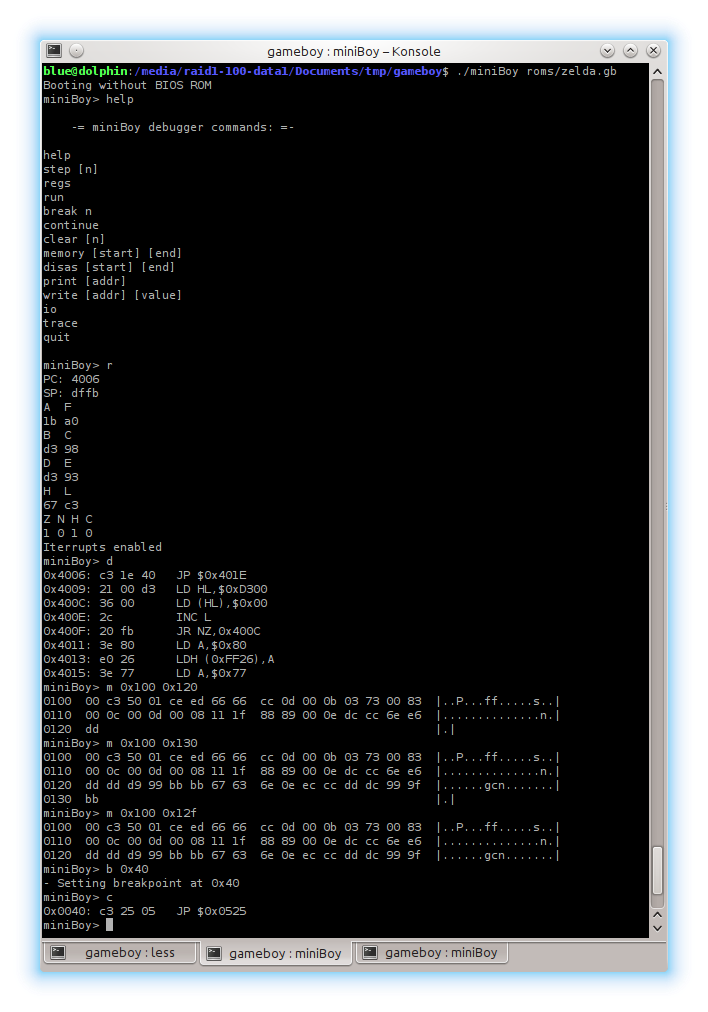 gameboy : miniBoy – Konsole
blue@dolphin:/media/raid1-100-data1/Documents/tmp/gameboy$ ./miniBoy roms/zelda.gb
Booting without BIOS ROM
miniBoy> help
-= miniBoy debugger commands: =-
help
step [n]
regs
run
break n
continue
clear [n]
memory [start] [end]
disas [start] [end]
print [addr]
write [addr] [value]
io
trace
quit
miniBoy> r
PC: 4006
SP: dffb
A  F
1b a0
B  C
d3 98
D  E
d3 93
H  L
67 c3
Z N H C
1 0 1 0
Iterrupts enabled
miniBoy> d
0x4006: c3 1e 40   JP $0x401E
0x4009: 21 00 d3   LD HL,$0xD300
0x400C: 36 00      LD (HL),$0x00
0x400E: 2c         INC L
0x400F: 20 fb      JR NZ,0x400C
0x4011: 3e 80      LD A,$0x80
0x4013: e0 26      LDH (0xFF26),A
0x4015: 3e 77      LD A,$0x77
miniBoy> m 0x100 0x120
0100  00 c3 50 01 ce ed 66 66  cc 0d 00 0b 03 73 00 83  |..P...ff.....s..|
0110  00 0c 00 0d 00 08 11 1f  88 89 00 0e dc cc 6e e6  |..............n.|
0120  dd                                                |.|
miniBoy> m 0x100 0x130
0100  00 c3 50 01 ce ed 66 66  cc 0d 00 0b 03 73 00 83  |..P...ff.....s..|
0110  00 0c 00 0d 00 08 11 1f  88 89 00 0e dc cc 6e e6  |..............n.|
0120  dd dd d9 99 bb bb 67 63  6e 0e ec cc dd dc 99 9f  |......gcn.......|
0130  bb                                                |.|
miniBoy> m 0x100 0x12f
0100  00 c3 50 01 ce ed 66 66  cc 0d 00 0b 03 73 00 83  |..P...ff.....s..|
0110  00 0c 00 0d 00 08 11 1f  88 89 00 0e dc cc 6e e6  |..............n.|
0120  dd dd d9 99 bb bb 67 63  6e 0e ec cc dd dc 99 9f  |......gcn.......|
miniBoy> b 0x40
- Setting breakpoint at 0x40
miniBoy> c
0x0040: c3 25 05   JP $0x0525
miniBoy>
gameboy : less
gameboy : miniBoy
gameboy : miniBoy